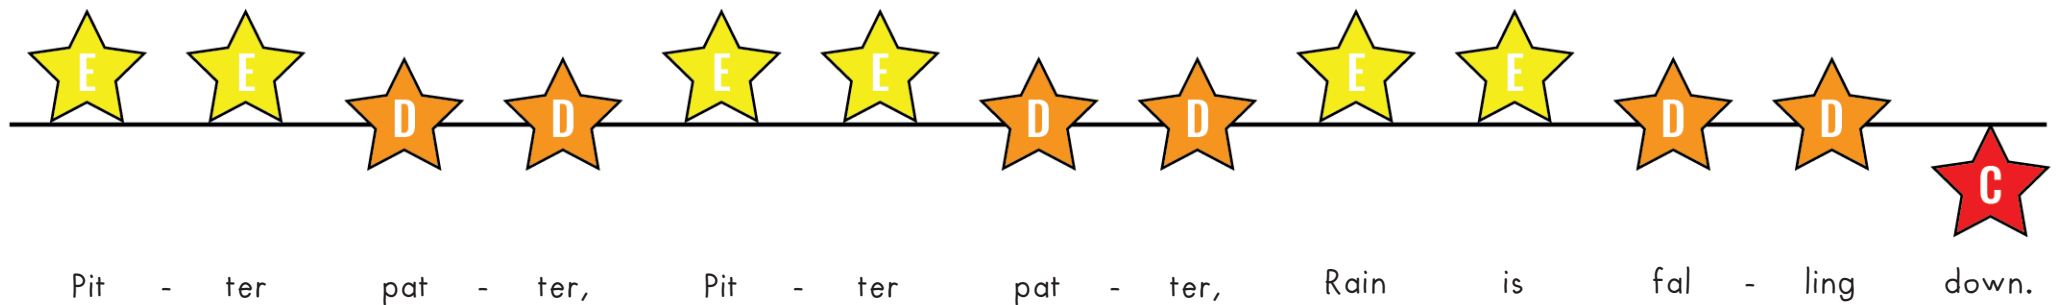 E E D D E E D D E E D D C
Pit - ter pat - ter, Pit - ter pat - ter, Rain is fal - ling down.